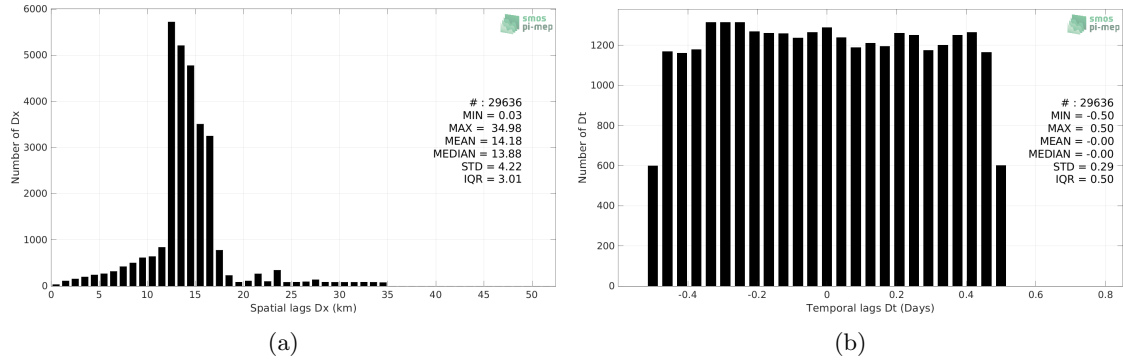 smos
pi-mep
# : 29636
MIN = 0.03
MAX = 34.98
MEAN = 14.18
MEDIAN = 13.88
STD = 4.22
IQR = 3.01
Number of Dx
6000
5000
4000
3000
2000
1000
0
0 5 10 15 20 25 30 35 40 45 50
Spatial lags Dx (km)
(a)
smos
pi-mep
# : 29636
MIN = -0.50
MAX = 0.50
MEAN = -0.00
MEDIAN = -0.00
STD = 0.29
IQR = 0.50
Number of Dt
1200
1000
800
600
400
200
0
-0.4 -0.2 0 0.2 0.4 0.6 0.8
Temporal lags Dt (Days)
(b)